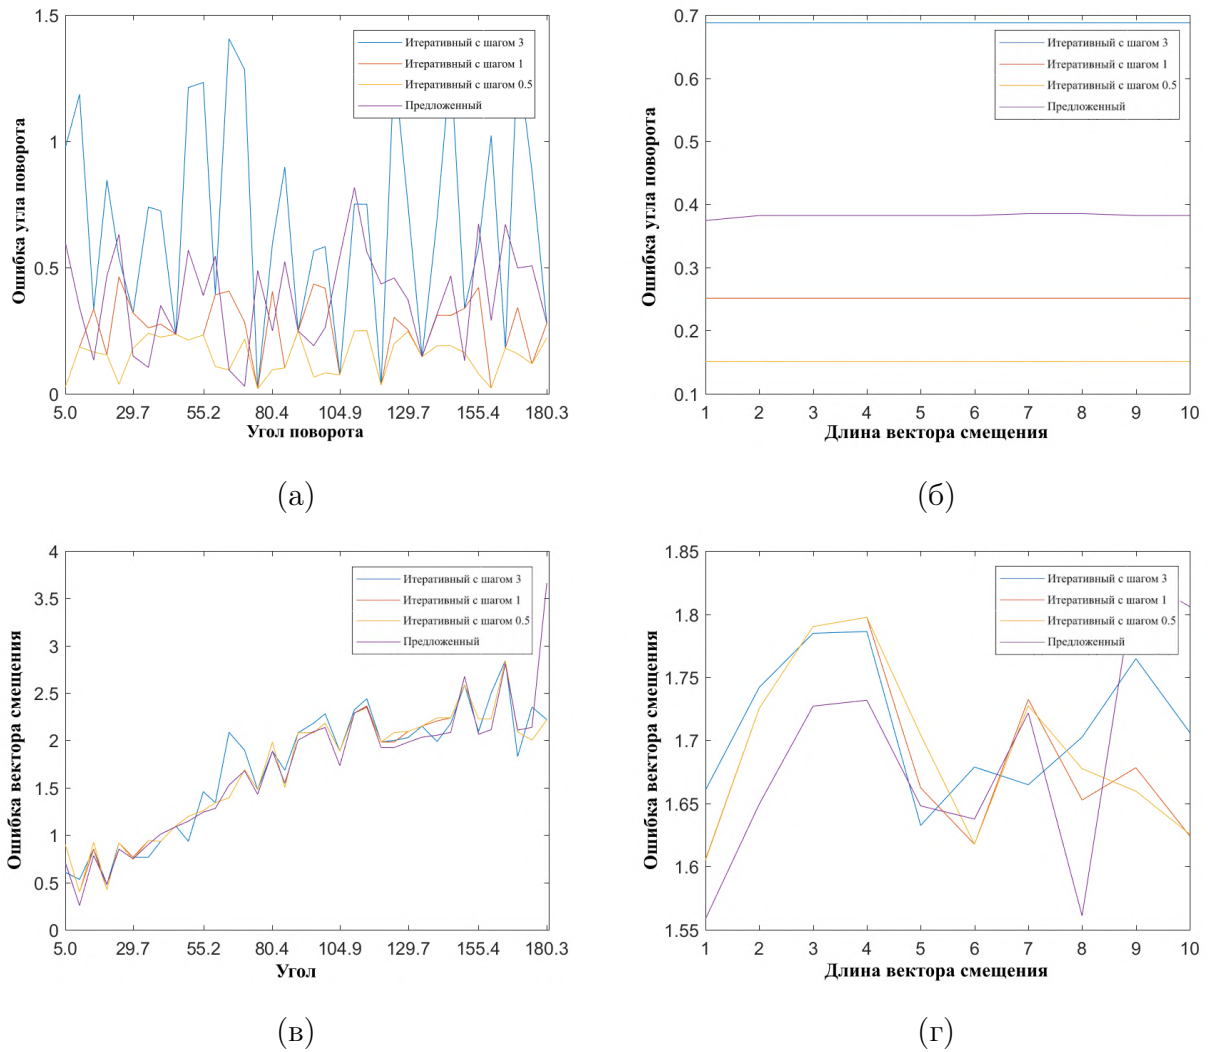 1.5
1
0.5
0
Ошибка угла поворота
Итеративный с шагом 3
Итеративный с шагом 1
Итеративный с шагом 0.5
Предложенный
5.0 29.7 55.2 80.4 104.9 129.7 155.4 180.3
Угол поворота
(а)
0.7
0.6
0.5
0.4
0.3
0.2
0.1
Ошибка угла поворота
Итеративный с шагом 3
Итеративный с шагом 1
Итеративный с шагом 0.5
Предложенный
1 2 3 4 5 6 7 8 9 10
Длина вектора смещения
(б)
4
3.5
3
2.5
2
1.5
1
0.5
0
Ошибка вектора смещения
Итеративный с шагом 3
Итеративный с шагом 1
Итеративный с шагом 0.5
Предложенный
5.0 29.7 55.2 80.4 104.9 129.7 155.4 180.3
Угол
(в)
1.85
1.8
1.75
1.7
1.65
1.6
1.55
Ошибка вектора смещения
Итеративный с шагом 3
Итеративный с шагом 1
Итеративный с шагом 0.5
Предложенный
1 2 3 4 5 6 7 8 9 10
Длина вектора смещения
(г)